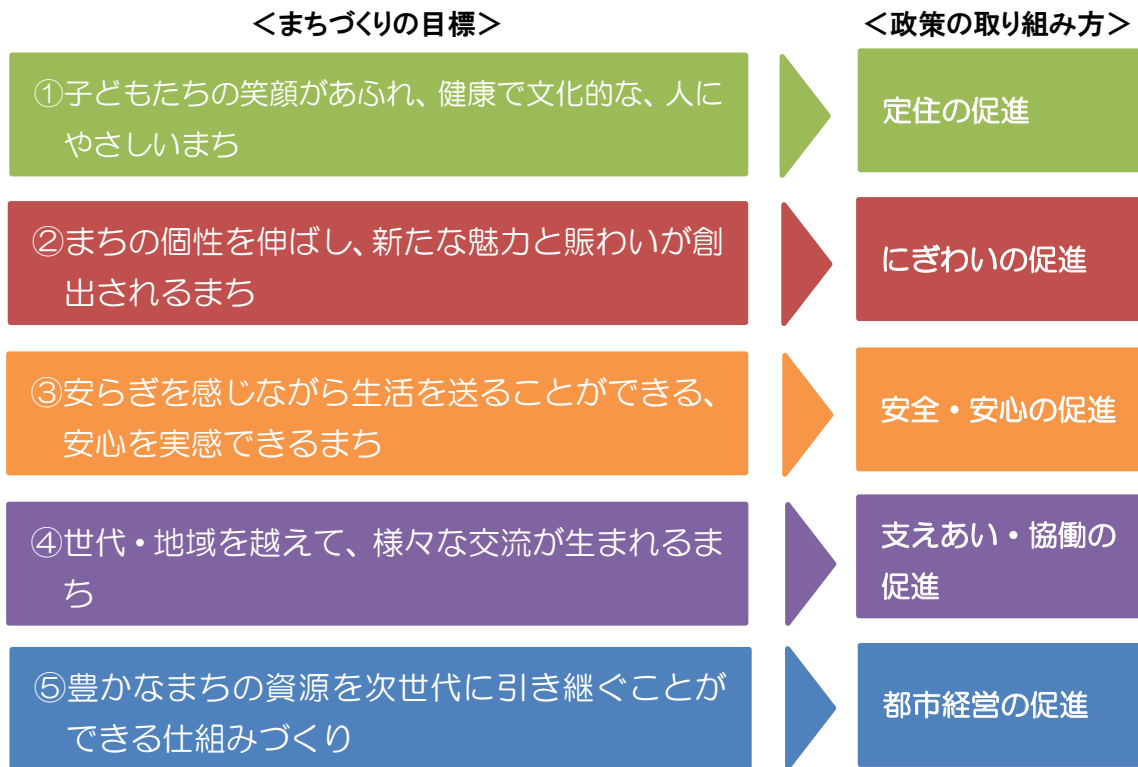 ＜まちづくりの目標＞
＜政策の取り組み方＞
①子どもたちの笑顔があふれ、健康で文化的な、人に
やさしいまち
定住の促進
②まちの個性を伸ばし、新たな魅力と賑わいが創
出されるまち
にぎわいの促進
③安らぎを感じながら生活を送ることができる、
安心を実感できるまち
安全・安心の促進
④世代・地域を越えて、様々な交流が生まれるま
ち
支えあい・協働の
促進
⑤豊かなまちの資源を次世代に引き継ぐことが
できる仕組みづくり
都市経営の促進